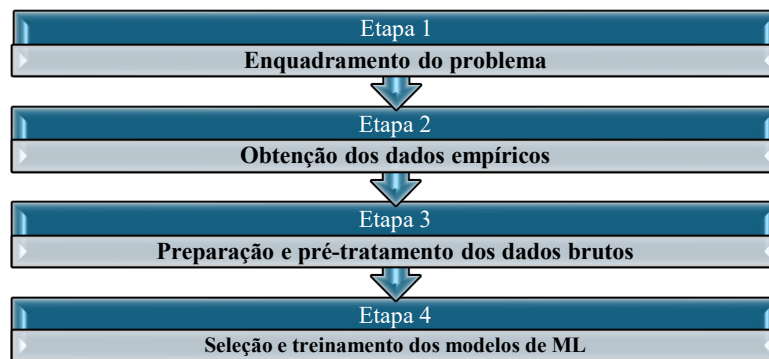 Etapa 1
Enquadramento do problema
Etapa 2
Obtenção dos dados empíricos
Etapa 3
Preparação e pré-tratamento dos dados brutos
Etapa 4
Seleção e treinamento dos modelos de ML